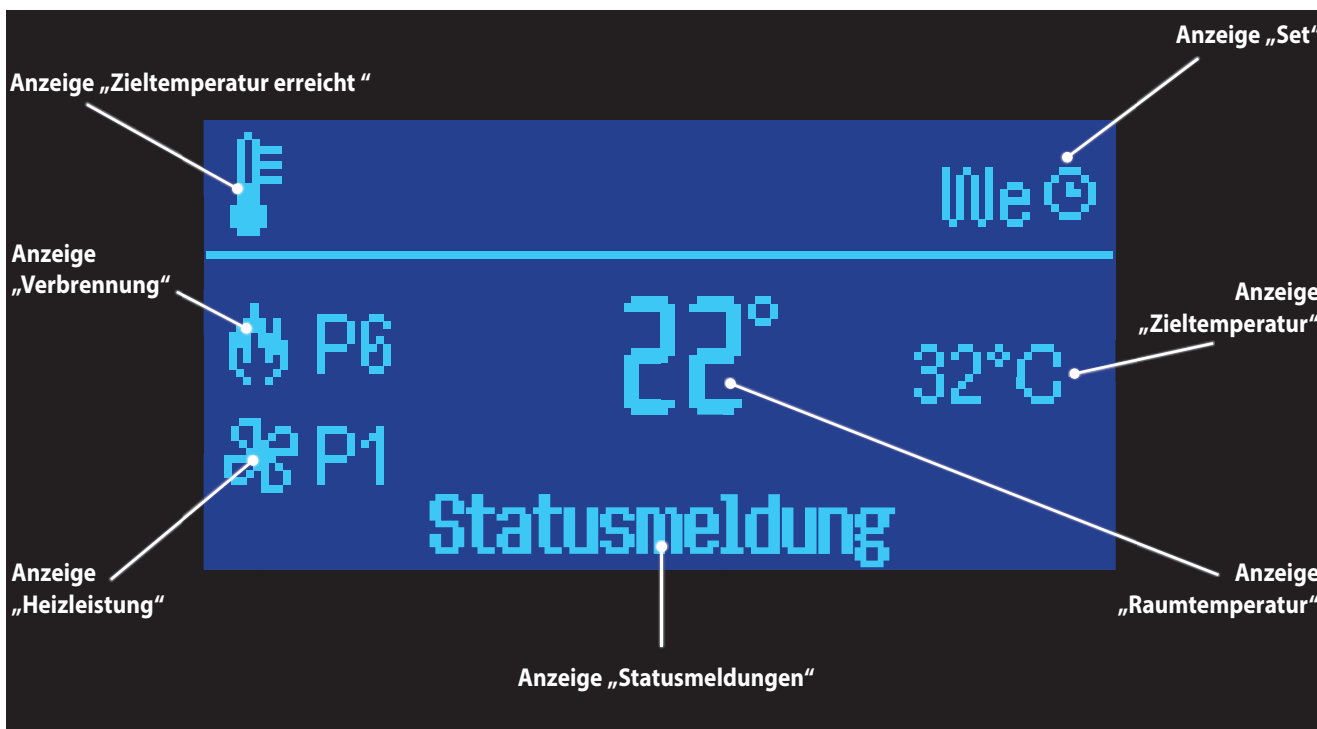 Anzeige „Set“
Anzeige „Zieltemperatur erreicht “
We
Anzeige
„Verbrennung“
P6
22°
Anzeige
„Zieltemperatur“
32°C
P1
Statusmeldung
Anzeige
„Heizleistung“
Anzeige
„Raumtemperatur“
Anzeige „Statusmeldungen“